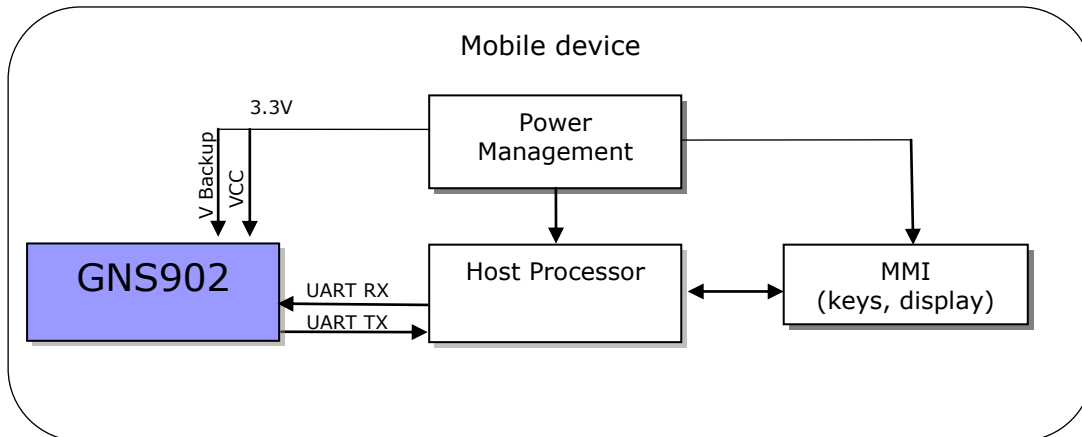 Mobile device
3.3V
Power
Management
V Backup
VCC
GNS902
Host Processor
MMI
(keys, display)
UART RX
UART TX